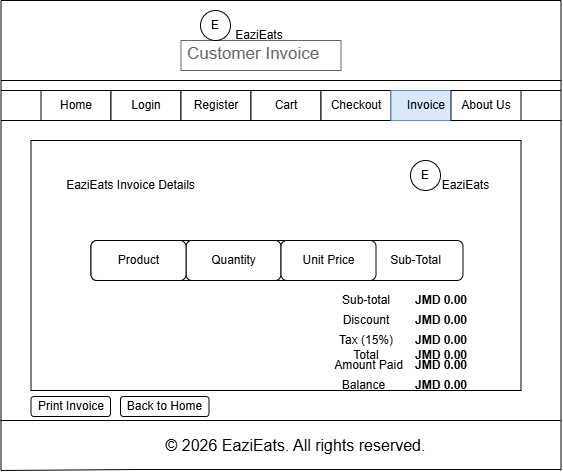 E
EaziEats
Customer Invoice
Home Login Register Cart Checkout Invoice About Us
EaziEats Invoice Details
E
EaziEats
Product Quantity Unit Price Sub-Total
Sub-total JMD 0.00
Discount JMD 0.00
Tax (15%) JMD 0.00
Total JMD 0.00
Amount Paid JMD 0.00
Balance JMD 0.00
Print Invoice Back to Home
© 2026 EaziEats. All rights reserved.